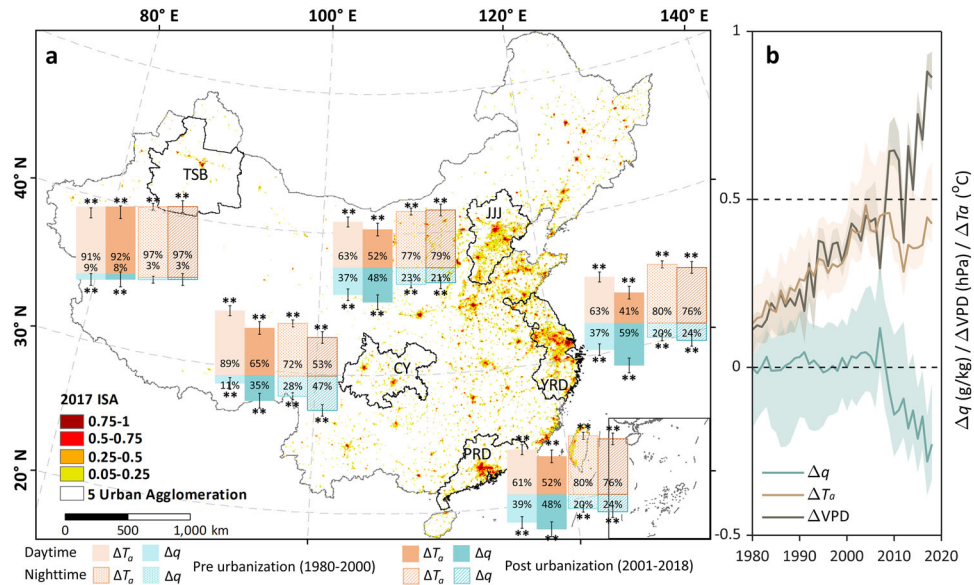 80° E 100° E 120° E 140° E
a
b
40° N
30° N
20° N
TSB
JJJ
CY
YRD
PRD
** ** ** **
91% 92% 97% 97%
9% 8% 3% 3%
** ** ** **
** ** ** **
63% 52% 77% 79%
37% 48% 23% 21%
** ** ** **
** ** ** **
63% 41% 80% 76%
37% 59% 20% 24%
** ** ** **
** ** ** **
89% 65% 72% 53%
11% 35% 28% 47%
** ** ** **
** ** ** **
61% 52% 80% 76%
39% 48% 20% 24%
** ** ** **
2017 ISA
0.75-1
0.5-0.75
0.25-0.5
0.05-0.25
5 Urban Agglomeration
0 500 1,000 km
Daytime ΔTa Δq ΔTa Δq
Pre urbanization (1980-2000) Post urbanization (2001-2018)
Nighttime ΔTa Δq ΔTa Δq
1
0.5
0
-0.5
1980 1990 2000 2010 2020
Δq
ΔTa
ΔVPD
Δq (g/kg) / ΔVPD (hPa) / ΔTa (°C)